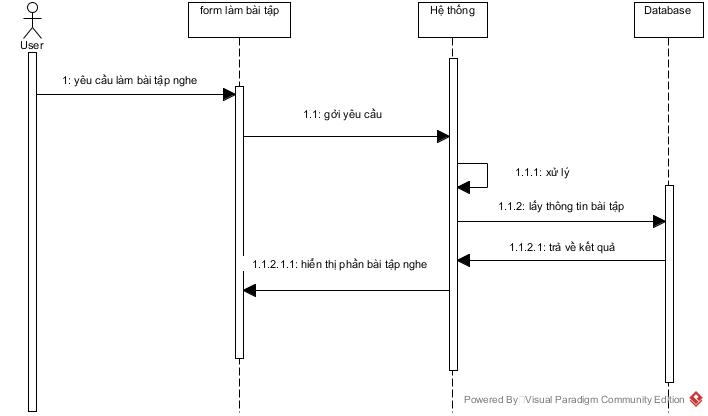 User
form làm bài tập
Hệ thống
Database
1: yêu cầu làm bài tập nghe
1.1: gởi yêu cầu
1.1.1: xử lý
1.1.2: lấy thông tin bài tập
1.1.2.1: trả về kết quả
1.1.2.1.1: hiển thị phần bài tập nghe
Powered By Visual Paradigm Community Edition